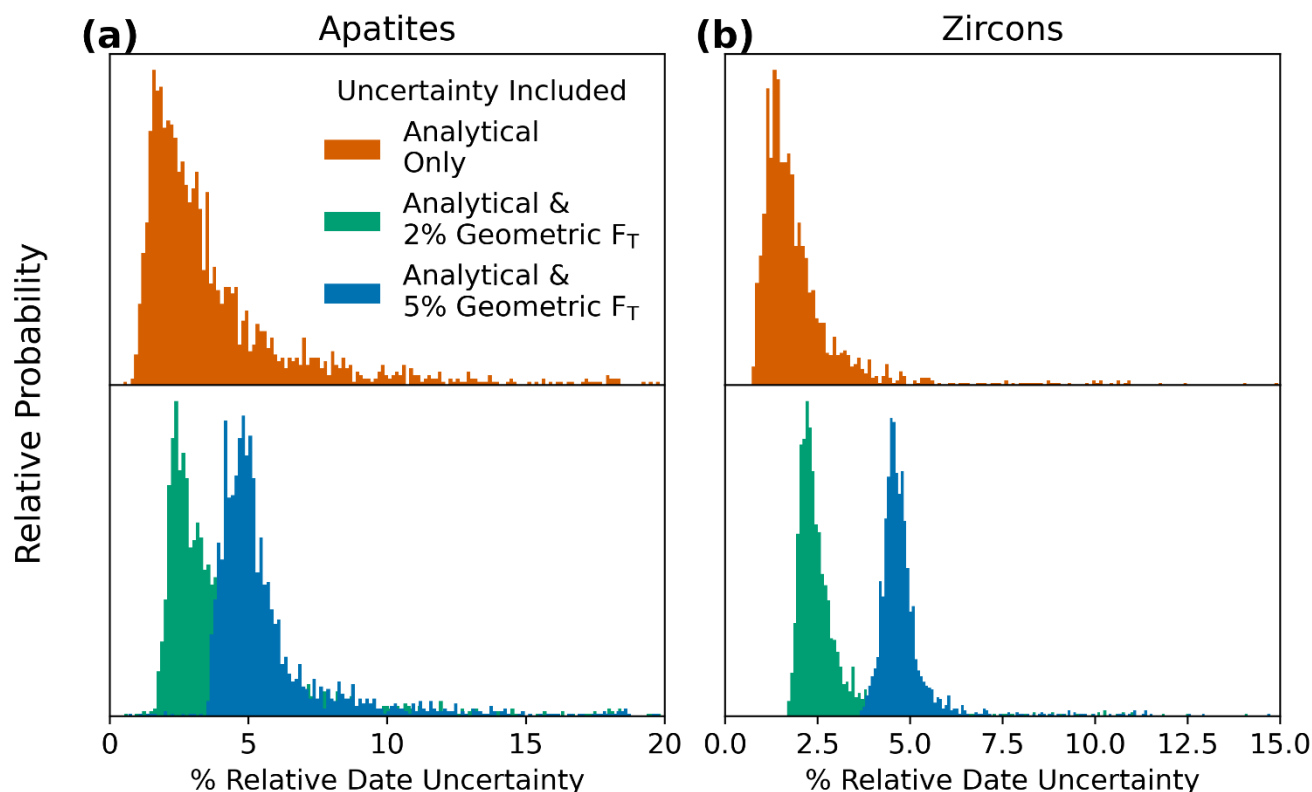 (a) Apatites
(b) Zircons
Uncertainty Included
Analytical
Only
Analytical &
2% Geometric F_T
Analytical &
5% Geometric F_T
Relative Probability
0 5 10 15 20
0.0 2.5 5.0 7.5 10.0 12.5 15.0
% Relative Date Uncertainty
% Relative Date Uncertainty